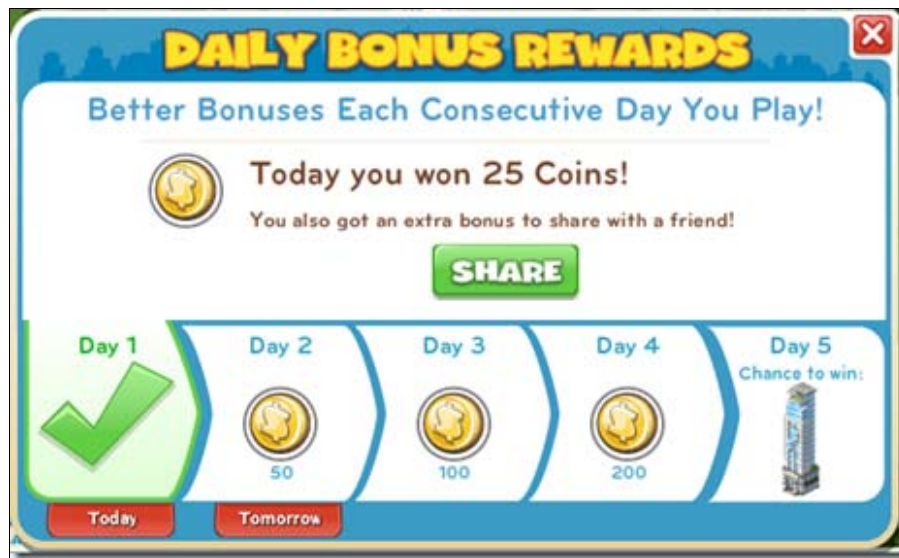 DAILY BONUS REWARDS
Better Bonuses Each Consecutive Day You Play!
Today you won 25 Coins!
You also got an extra bonus to share with a friend!
SHARE
Day 1
Day 2
50
Day 3
100
Day 4
200
Day 5
Chance to win:
Today
Tomorrow